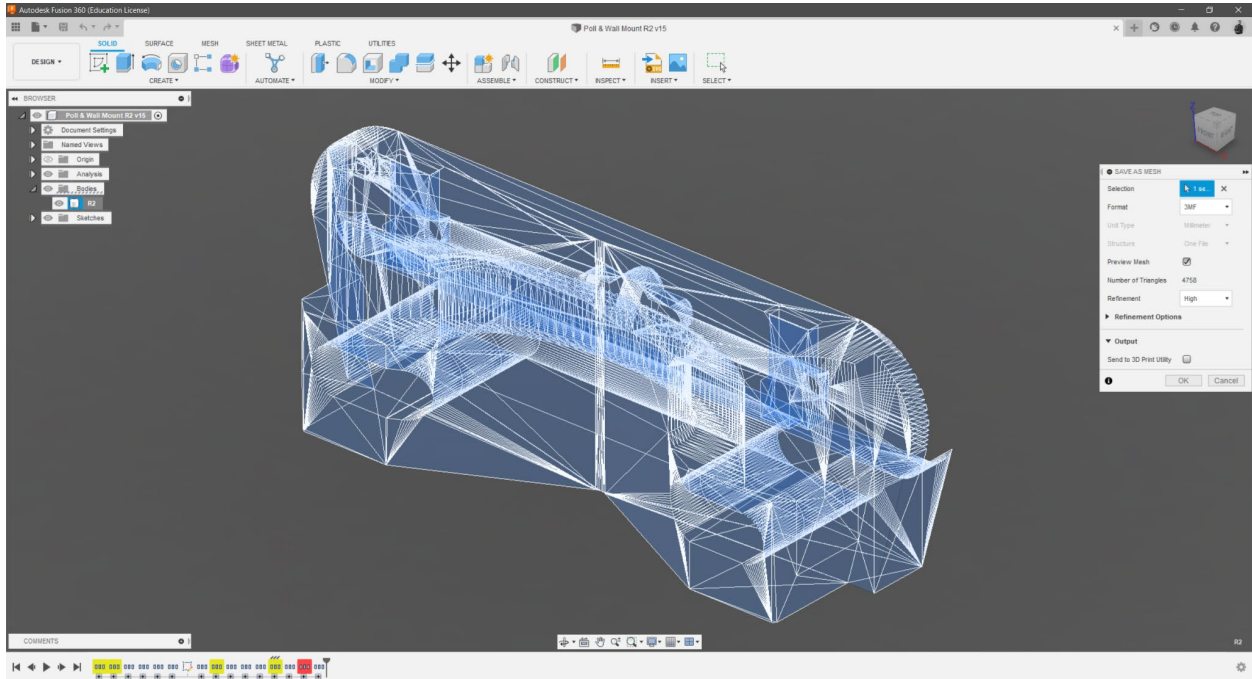 Autodesk Fusion 360 (Education License)
Poll & Wall Mount R2 v15
SOLID SURFACE MESH SHEET METAL PLASTIC UTILITIES
DESIGN
CREATE AUTOMATE MODIFY ASSEMBLE CONSTRUCT INSPECT INSERT SELECT
BROWSER
Poll & Wall Mount R2 v15
Document Settings
Named Views
Origin
Analysis
Bodies
R2
Sketches
SAVE AS MESH
Selection 1 se...
Format 3MF
Unit Type Millimeter
Structure One File
Preview Mesh
Number of Triangles 4758
Refinement High
Refinement Options
Output
Send to 3D Print Utility
OK Cancel
COMMENTS
R2